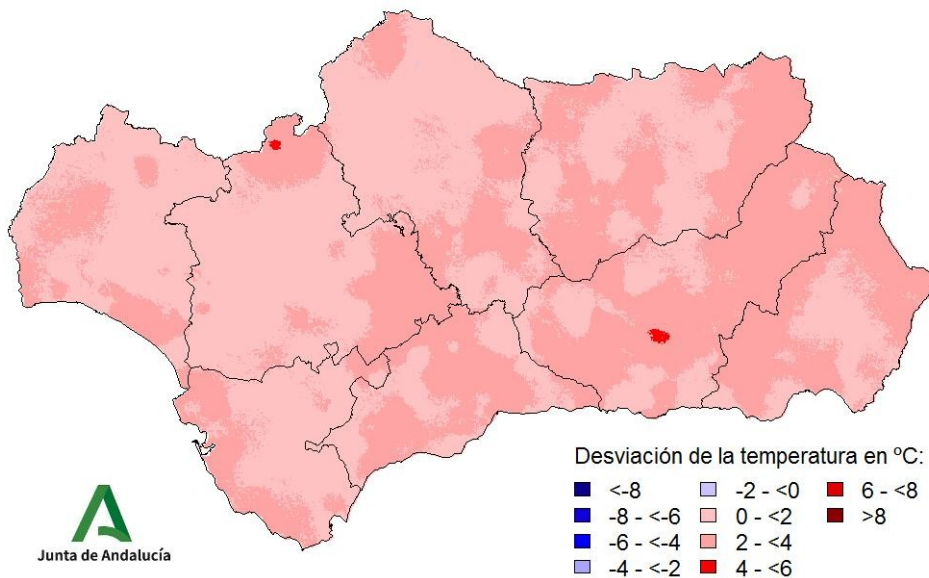 Desviación de la temperatura en ºC:
<-8 -2 - <0 6 - <8
-8 - <-6 0 - <2 >8
-6 - <-4 2 - <4
-4 - <-2 4 - <6
Junta de Andalucía